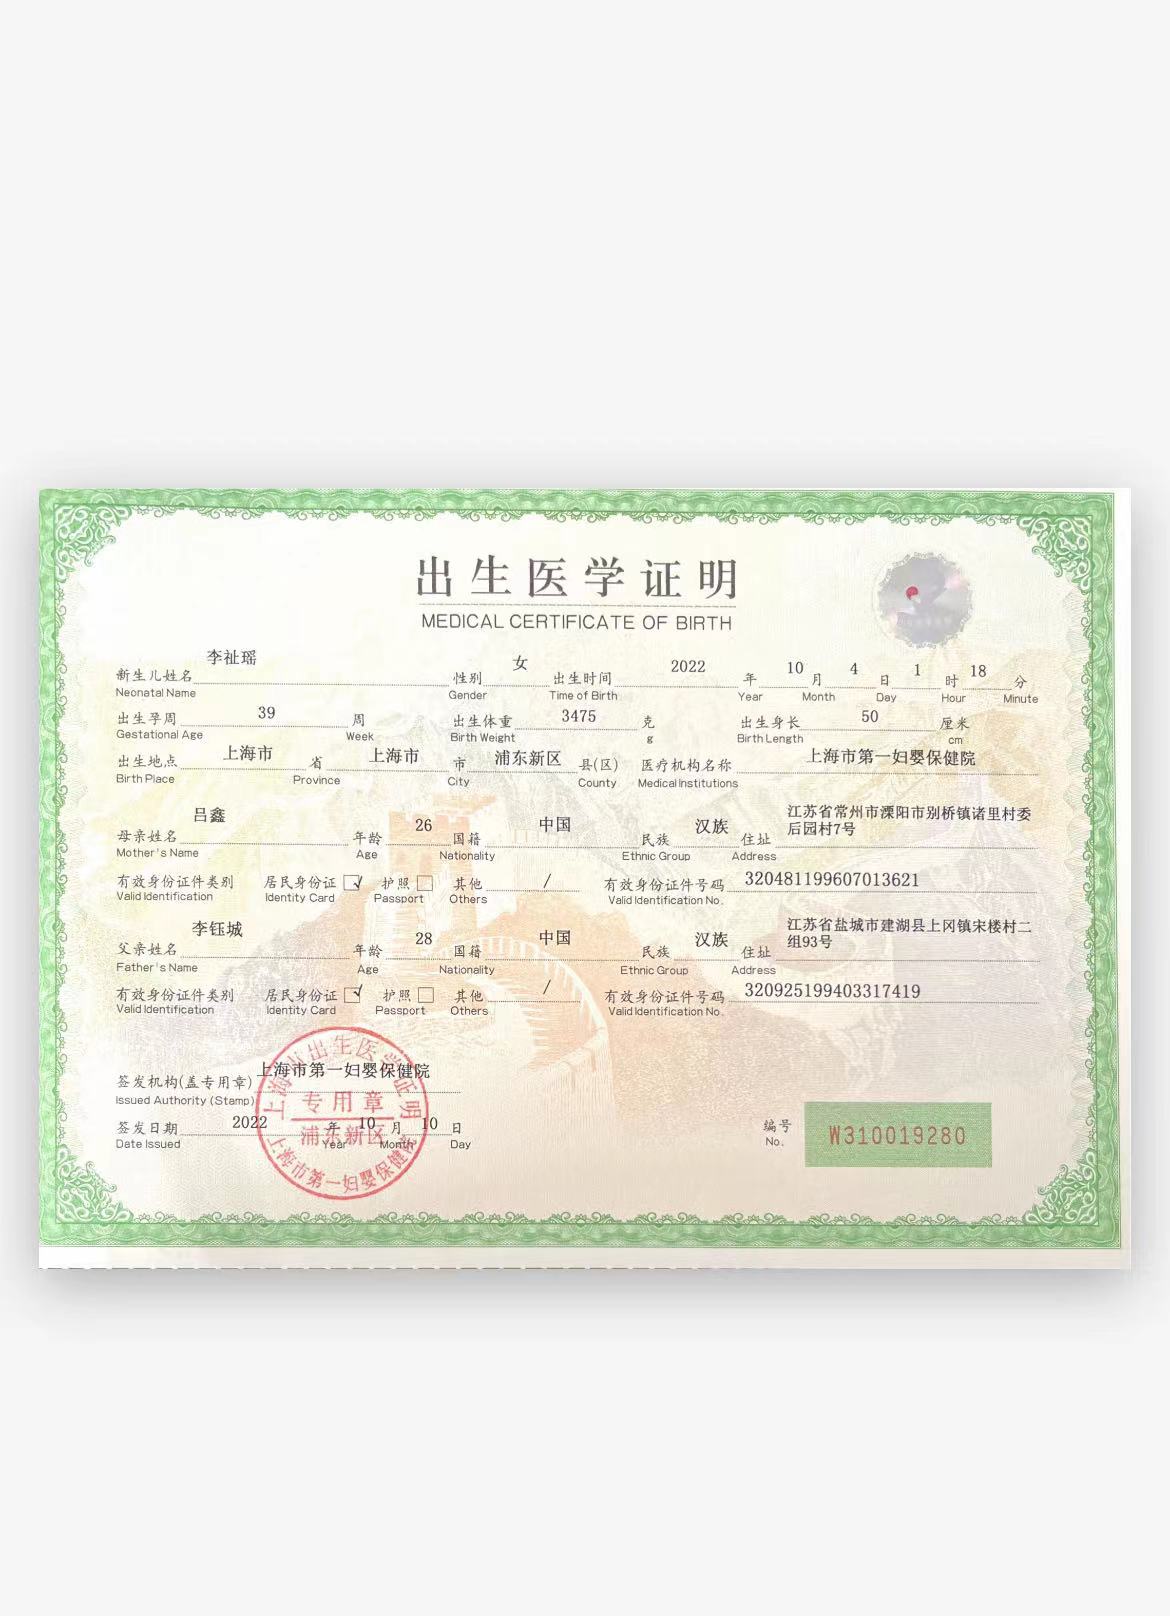 出生医学证明
MEDICAL CERTIFICATE OF BIRTH
新生儿姓名 李祉瑶 性别 女 出生时间 2022 年 10 月 4 日 1 时 18 分
Neonatal Name Gender Time of Birth Year Month Day Hour Minute
出生孕周 39 周 出生体重 3475 克 出生身长 50 厘米
Gestational Age Week Birth Weight g Birth Length cm
出生地点 上海市 省 上海市 市 浦东新区 县(区) 医疗机构名称 上海市第一妇婴保健院
Birth Place Province City County Medical Institutions
母亲姓名 吕鑫 年龄 26 国籍 中国 民族 汉族 住址 江苏省常州市溧阳市别桥镇诸里村委
后园村7号
Mother's Name Age Nationality Ethnic Group Address
有效身份证件类别 居民身份证 ✓ 护照 其他 / 有效身份证件号码 320481199607013621
Valid Identification Identity Card Passport Others Valid Identification No.
父亲姓名 李钰城 年龄 28 国籍 中国 民族 汉族 住址 江苏省盐城市建湖县上冈镇宋楼村二
组93号
Father's Name Age Nationality Ethnic Group Address
有效身份证件类别 居民身份证 ✓ 护照 其他 / 有效身份证件号码 320925199403317419
Valid Identification Identity Card Passport Others Valid Identification No.
签发机构(盖专用章) 上海市第一妇婴保健院
Issued Authority (Stamp)
签发日期 2022 年 10 月 10 日
Date Issued Year Month Day
上海市出生医学证明
专用章
浦东新区
上海市第一妇婴保健院
编号 W310019280
No.